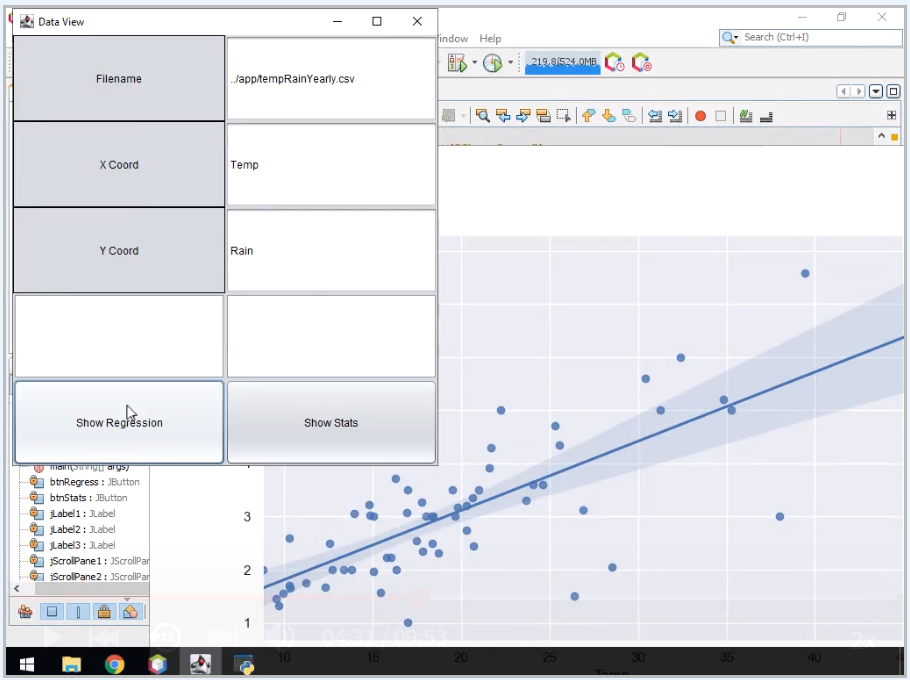 Data View
indow Help
Search (Ctrl+I)
Filename
../app/tempRainYearly.csv
219.8/524.0MB
X Coord
Temp
Y Coord
Rain
Show Regression
Show Stats
main(String[] args)
btnRegress : JButton
btnStats : JButton
jLabel1 : JLabel
jLabel2 : JLabel
jLabel3 : JLabel
jScrollPane1 : JScrollPar
jScrollPane2 : JScrollPar
3
2
1
04:31 / 09:53
2x
10 15 20 25 30 35 40